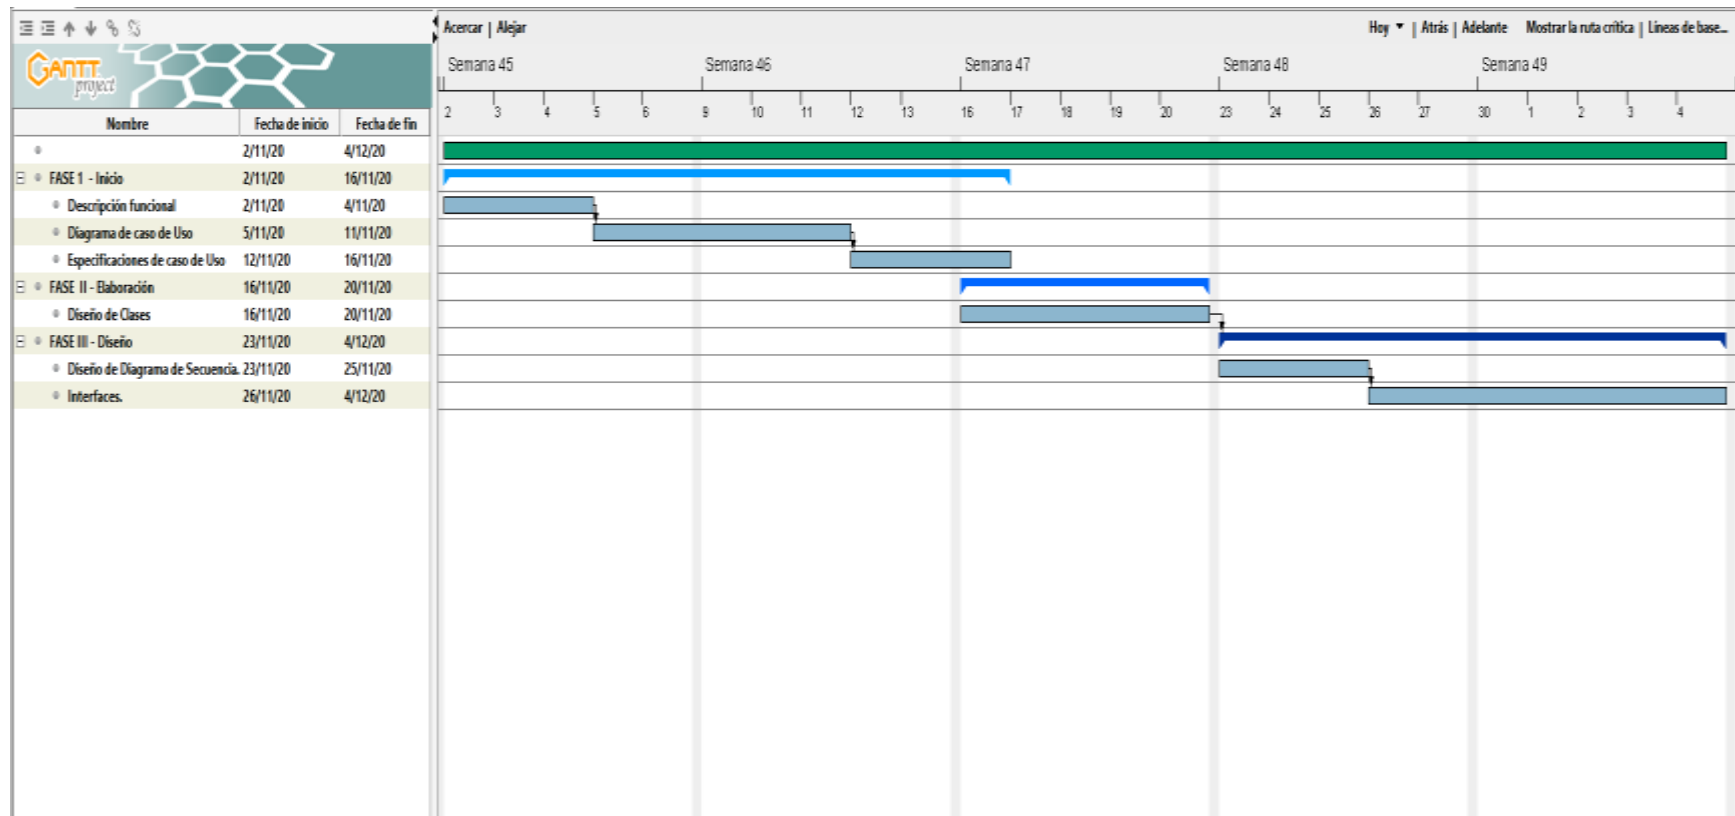 Acercar | Alejar Hoy ▼ | Atrás | Adelante Mostrar la ruta crítica | Líneas de base...
GANTT
project
Semana 45 Semana 46 Semana 47 Semana 48 Semana 49
2 3 4 5 6 9 10 11 12 13 16 17 18 19 20 23 24 25 26 27 30 1 2 3 4
Nombre Fecha de inicio Fecha de fin
2/11/20 4/12/20
FASE 1 - Inicio 2/11/20 16/11/20
Descripción funcional 2/11/20 4/11/20
Diagrama de caso de Uso 5/11/20 11/11/20
Especificaciones de caso de Uso 12/11/20 16/11/20
FASE II - Elaboración 16/11/20 20/11/20
Diseño de Clases 16/11/20 20/11/20
FASE III - Diseño 23/11/20 4/12/20
Diseño de Diagrama de Secuencia. 23/11/20 25/11/20
Interfaces. 26/11/20 4/12/20